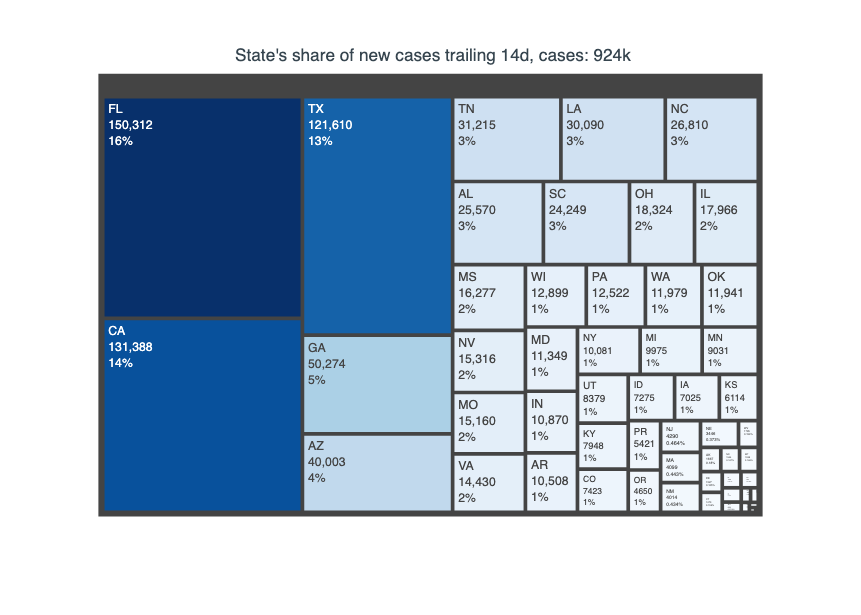 State's share of new cases trailing 14d, cases: 924k
FL
150,312
16%
CA
131,388
14%
TX
121,610
13%
GA
50,274
5%
AZ
40,003
4%
TN
31,215
3%
LA
30,090
3%
NC
26,810
3%
AL
25,570
3%
SC
24,249
3%
OH
18,324
2%
IL
17,966
2%
MS
16,277
2%
NV
15,316
2%
MO
15,160
2%
VA
14,430
2%
WI
12,899
1%
PA
12,522
1%
WA
11,979
1%
OK
11,941
1%
MD
11,349
1%
IN
10,870
1%
AR
10,508
1%
NY
10,081
1%
MI
9975
1%
MN
9031
1%
UT
8379
1%
KY
7948
1%
CO
7423
1%
ID
7275
1%
IA
7025
1%
KS
6114
1%
PR
5421
1%
OR
4650
1%
NJ
4290
0.464%
MA
4099
0.443%
NM
4014
0.434%
NE
3448
0.373%